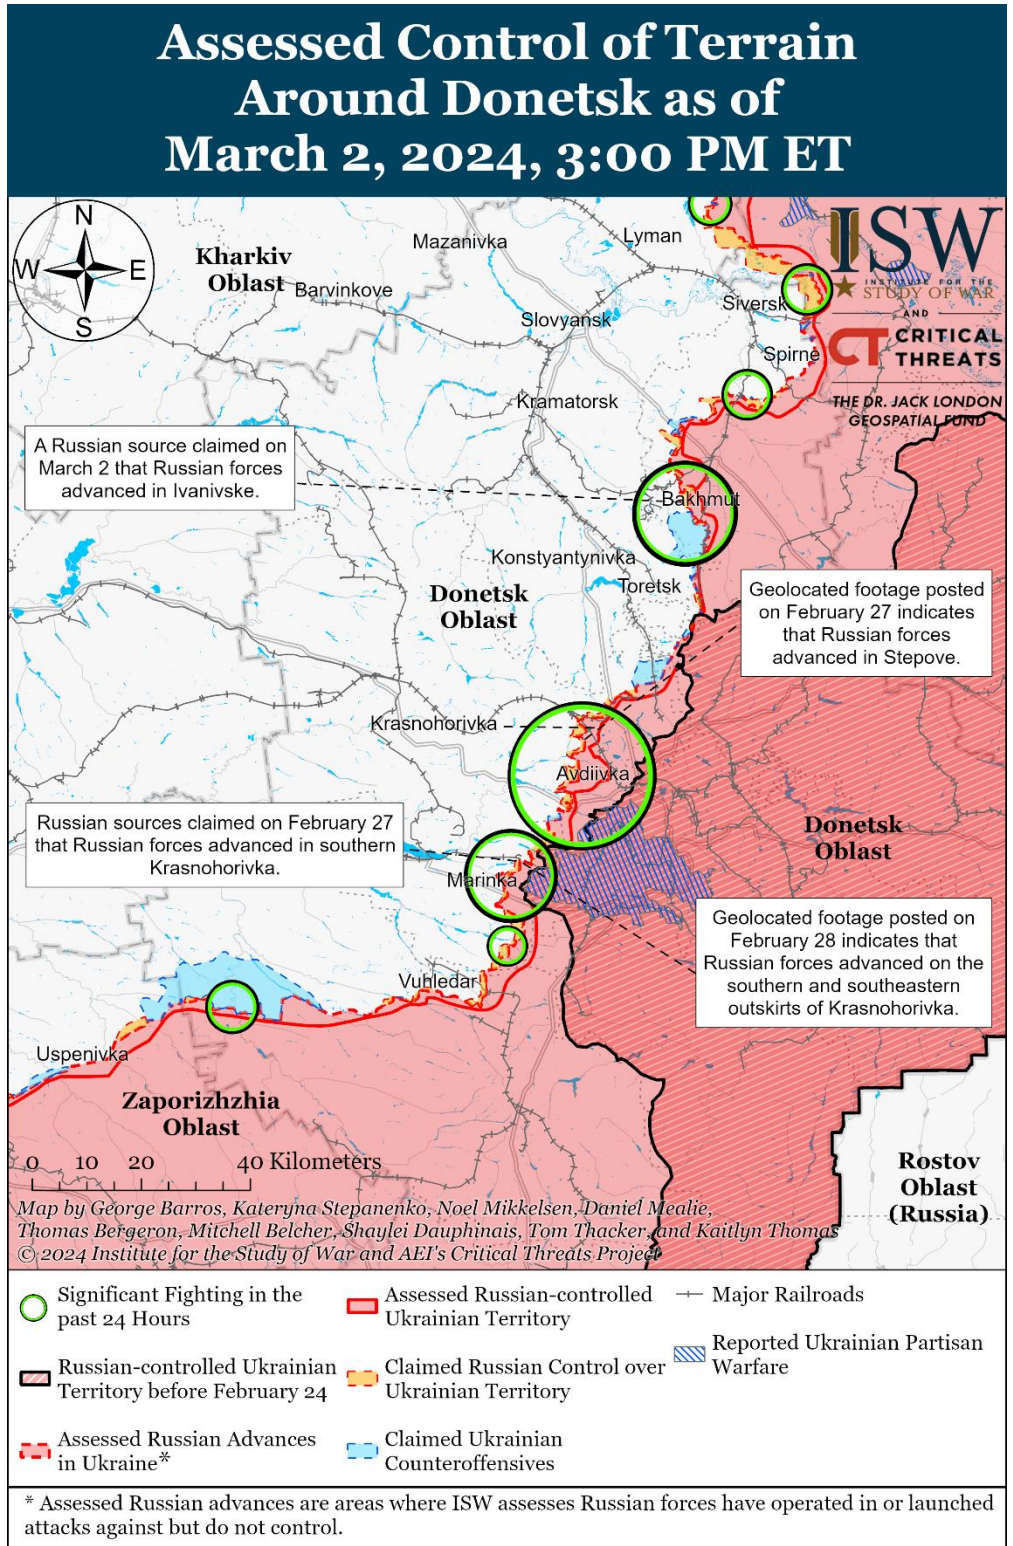 Assessed Control of Terrain
Around Donetsk as of
March 2, 2024, 3:00 PM ET
N
W
E
S
Kharkiv
Oblast
Mazanivka
Lyman
Barvinkove
Slovyansk
Siversk
Spirne
Kramatorsk
ISW
INSTITUTE FOR THE
STUDY OF WAR
AND
CT CRITICAL
THREATS
THE DR. JACK LONDON
GEOSPATIAL FUND
A Russian source claimed on
March 2 that Russian forces
advanced in Ivanivske.
Bakhmut
Konstyantynivka
Toretsk
Donetsk
Oblast
Geolocated footage posted
on February 27 indicates
that Russian forces
advanced in Stepove.
Krasnohorivka
Avdiivka
Russian sources claimed on February 27
that Russian forces advanced in southern
Krasnohorivka.
Donetsk
Oblast
Marinka
Geolocated footage posted on
February 28 indicates that
Russian forces advanced on the
southern and southeastern
outskirts of Krasnohorivka.
Vuhledar
Uspenivka
Zaporizhzhia
Oblast
Rostov
Oblast
(Russia)
0 10 20 40 Kilometers
Map by George Barros, Kateryna Stepanenko, Noel Mikkelsen, Daniel Mealie,
Thomas Bergeron, Mitchell Belcher, Shaylei Dauphinais, Tom Thacker, and Kaitlyn Thomas
© 2024 Institute for the Study of War and AEI's Critical Threats Project
Significant Fighting in the
past 24 Hours
Russian-controlled Ukrainian
Territory before February 24
Assessed Russian Advances
in Ukraine*
Assessed Russian-controlled
Ukrainian Territory
Claimed Russian Control over
Ukrainian Territory
Claimed Ukrainian
Counteroffensives
Major Railroads
Reported Ukrainian Partisan
Warfare
* Assessed Russian advances are areas where ISW assesses Russian forces have operated in or launched
attacks against but do not control.